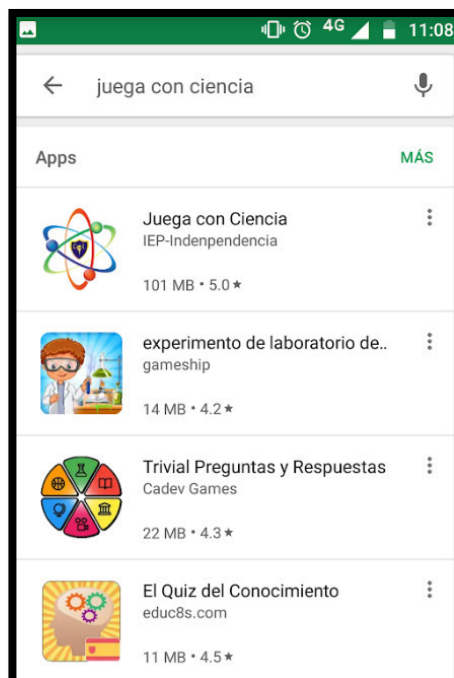 4G 11:08
juega con ciencia
Apps MÁS
Juega con Ciencia
IEP-Indenpendencia
101 MB • 5.0 ★
experimento de laboratorio de..
gameship
14 MB • 4.2 ★
Trivial Preguntas y Respuestas
Cadev Games
22 MB • 4.3 ★
El Quiz del Conocimiento
educ8s.com
11 MB • 4.5 ★